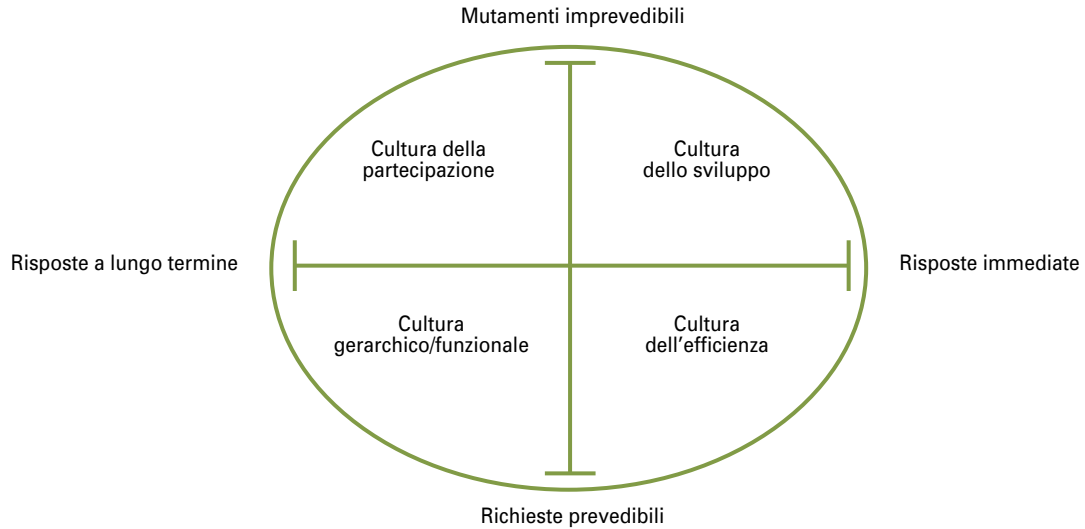 Mutamenti imprevedibili
Cultura della
partecipazione
Cultura
dello sviluppo
Risposte a lungo termine
Risposte immediate
Cultura
gerarchico/funzionale
Cultura
dell’efficienza
Richieste prevedibili